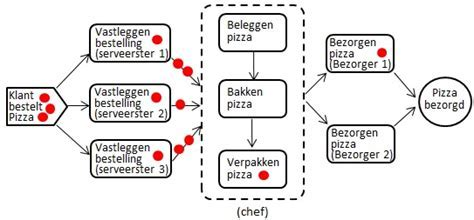 Klant
bestelt
Pizza
Vastleggen
bestelling
(serveerster 1)
Vastleggen
bestelling
(serveerster 2)
Vastleggen
bestelling
(serveerster 3)
Beleggen
pizza
Bakken
pizza
Verpakken
pizza
(chef)
Bezorgen
pizza
(Bezorger 1)
Bezorgen
pizza
(Bezorger 2)
Pizza
bezorgd